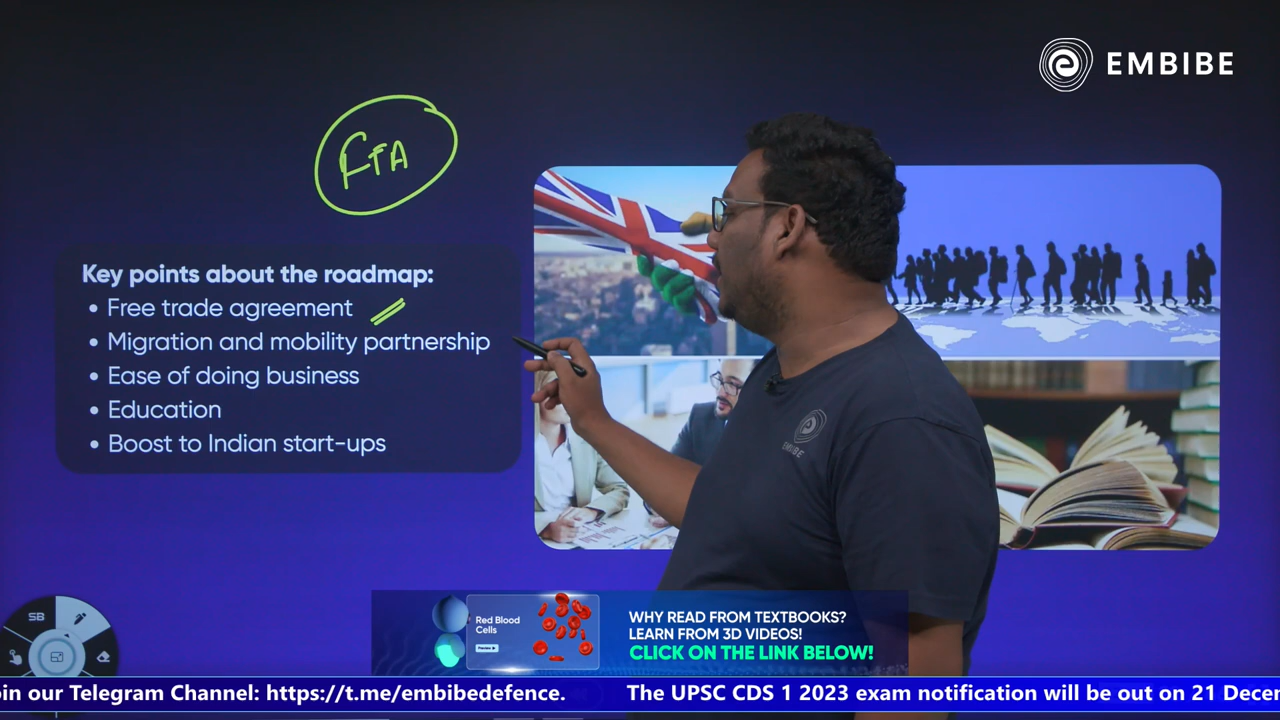 EMBIBE
FTA
Key points about the roadmap:
• Free trade agreement
• Migration and mobility partnership
• Ease of doing business
• Education
• Boost to Indian start-ups
EMBIBE
SB
Red Blood
Cells
WHY READ FROM TEXTBOOKS?
LEARN FROM 3D VIDEOS!
CLICK ON THE LINK BELOW!
oin our Telegram Channel: https://t.me/embibedefence. The UPSC CDS 1 2023 exam notification will be out on 21 Decem